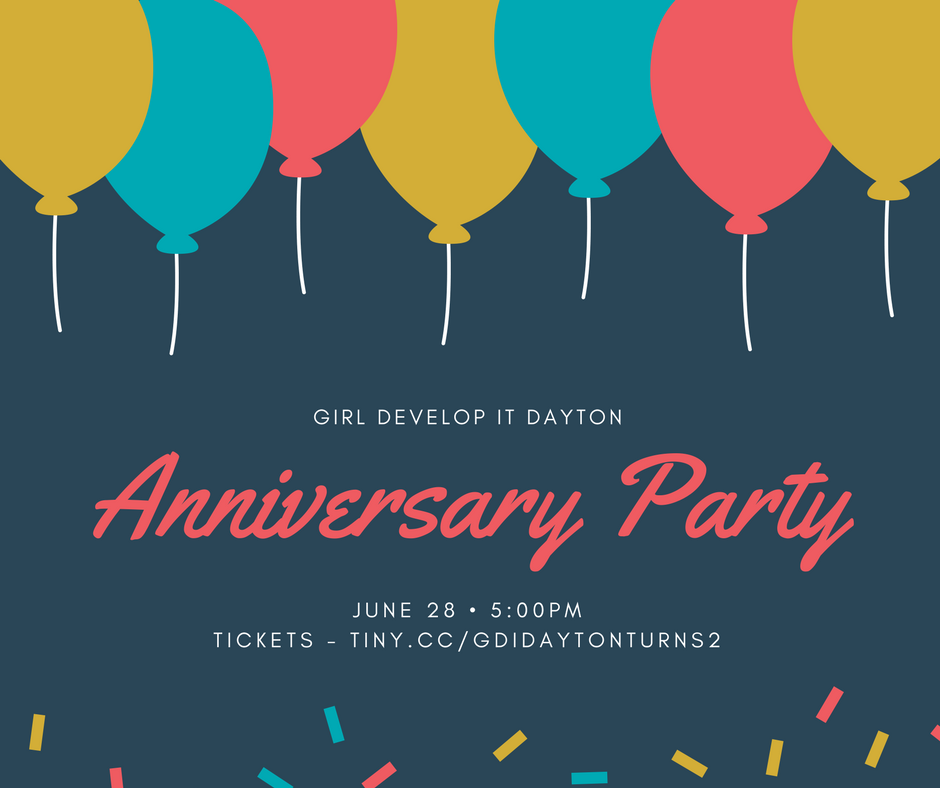 GIRL DEVELOP IT DAYTON
Anniversary Party
JUNE 28 • 5:00PM
TICKETS - TINY.CC/GDIDAYTONTURNS2